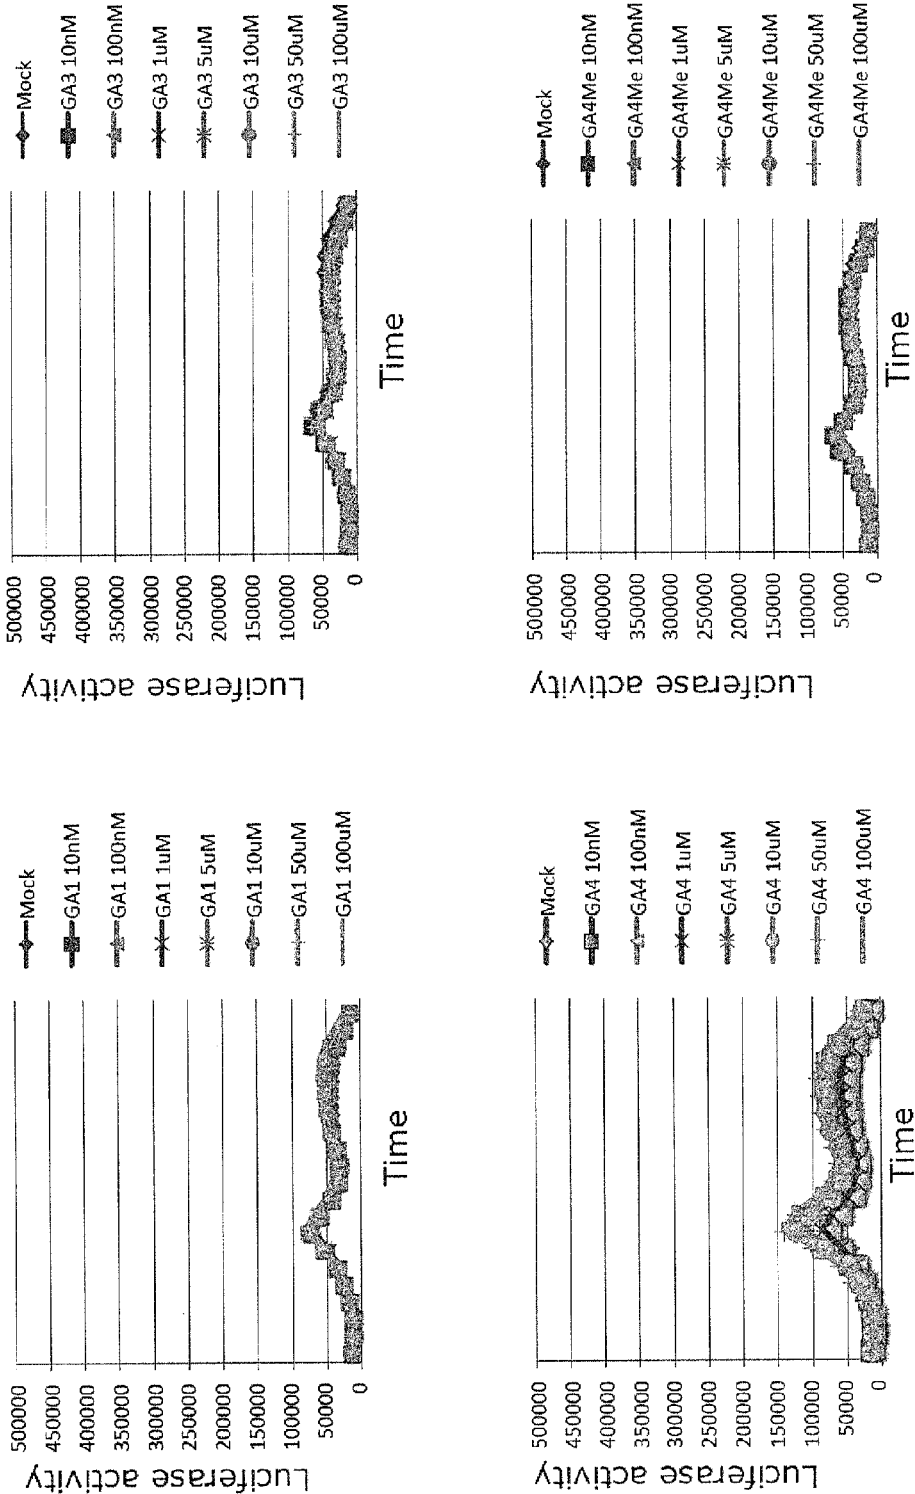 Luciferase activity
500000
450000
400000
350000
300000
250000
200000
150000
100000
50000
0
Time
Mock
GA1 10nM
GA1 100nM
GA1 1uM
GA1 5uM
GA1 10uM
GA1 50uM
GA1 100uM
Luciferase activity
500000
450000
400000
350000
300000
250000
200000
150000
100000
50000
0
Time
Mock
GA3 10nM
GA3 100nM
GA3 1uM
GA3 5uM
GA3 10uM
GA3 50uM
GA3 100uM
Luciferase activity
500000
450000
400000
350000
300000
250000
200000
150000
100000
50000
0
Time
Mock
GA4 10nM
GA4 100nM
GA4 1uM
GA4 5uM
GA4 10uM
GA4 50uM
GA4 100uM
Luciferase activity
500000
450000
400000
350000
300000
250000
200000
150000
100000
50000
0
Time
Mock
GA4Me 10nM
GA4Me 100nM
GA4Me 1uM
GA4Me 5uM
GA4Me 10uM
GA4Me 50uM
GA4Me 100uM